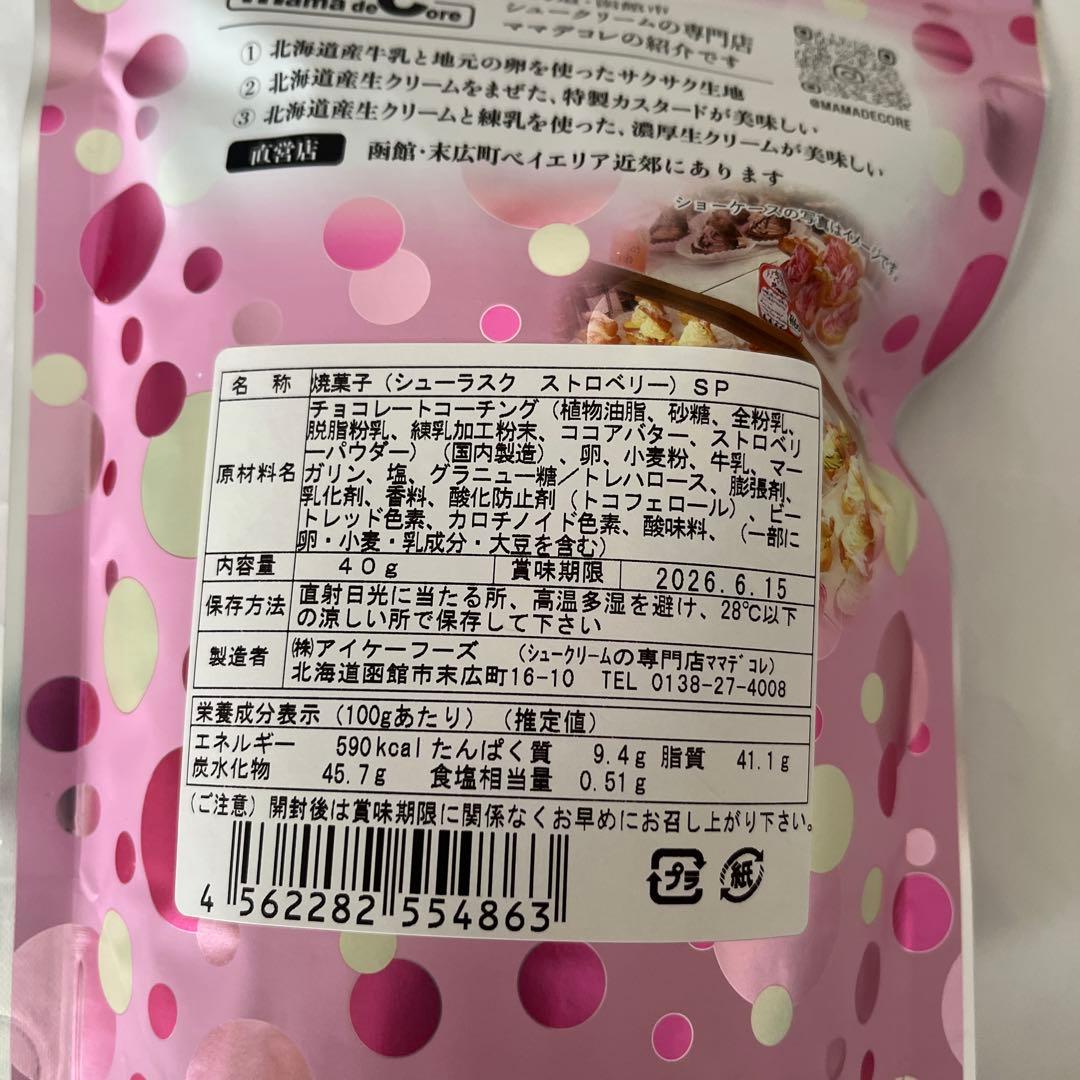 mama de Core
シュークリームの専門店
ママデコレの紹介です
① 北海道産牛乳と地元の卵を使ったサクサク生地
② 北海道産生クリームをまぜた、特製カスタードが美味しい
③ 北海道産生クリームと練乳を使った、濃厚生クリームが美味しい
@MAMADECORE
直営店 函館・末広町ベイエリア近郊にあります
ショーケースの写真はイメージです。
名 称 焼菓子（シューラスク ストロベリー）ＳＰ
原材料名
チョコレートコーチング（植物油脂、砂糖、全粉乳、
脱脂粉乳、練乳加工粉末、ココアバター、ストロベリ
ーパウダー）（国内製造）、卵、小麦粉、牛乳、マー
ガリン、塩、グラニュー糖／トレハロース、膨張剤、
乳化剤、香料、酸化防止剤（トコフェロール）、ビー
トレッド色素、カロチノイド色素、酸味料、（一部に
卵・小麦・乳成分・大豆を含む）
内容量 ４０ｇ 賞味期限 2026.6.15
保存方法 直射日光に当たる所、高温多湿を避け、28℃以下
の涼しい所で保存して下さい
製造者 ㈱アイケーフーズ （シュークリームの専門店ママデコレ）
北海道函館市末広町16-10 TEL 0138-27-4008
栄養成分表示（100gあたり）（推定値）
エネルギー 590kcal たんぱく質 9.4g 脂質 41.1g
炭水化物 45.7g 食塩相当量 0.51g
（ご注意）開封後は賞味期限に関係なくお早めにお召し上がり下さい。
4 562282 554863
プラ 紙